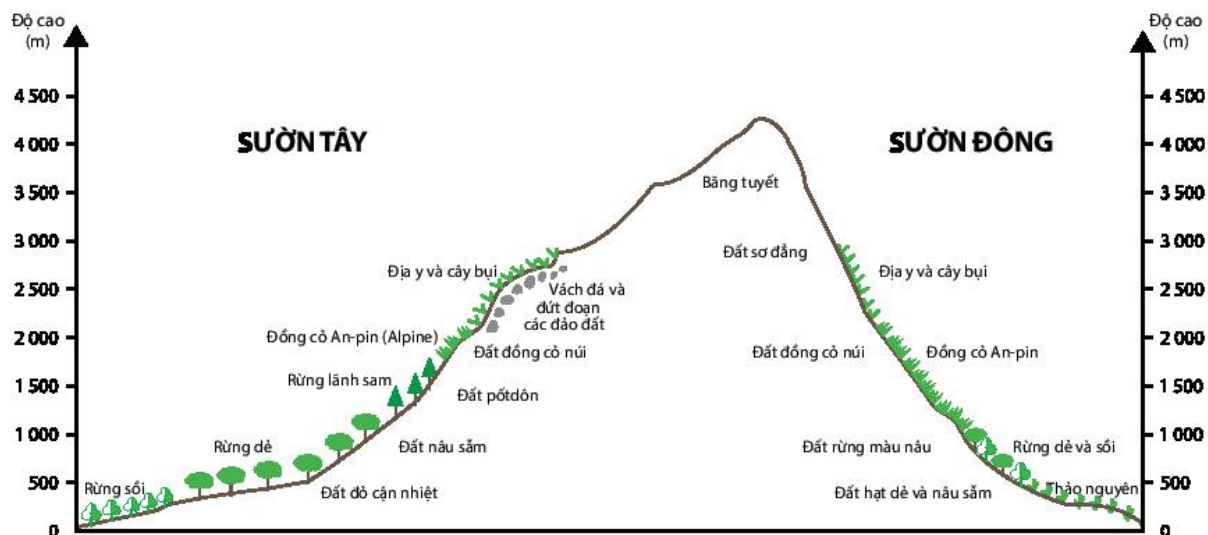 Độ cao
(m)
4 500
4 000
3 500
3 000
2 500
2 000
1 500
1 000
500
0
SƯỜN TÂY
Địa y và cây bụi
Vách đá và
đứt đoạn
các đảo đất
Đồng cỏ An-pin (Alpine)
Đất đồng cỏ núi
Rừng lãnh sam
Đất pốtdôn
Rừng dẻ
Đất nâu sẫm
Rừng sồi
Đất đỏ cận nhiệt
Băng tuyết
SƯỜN ĐÔNG
Đất sơ đẳng
Địa y và cây bụi
Đất đồng cỏ núi
Đồng cỏ An-pin
Đất rừng màu nâu
Rừng dẻ và sồi
Đất hạt dẻ và nâu sẫm
Thảo nguyên
Độ cao
(m)
4 500
4 000
3 500
3 000
2 500
2 000
1 500
1 000
500
0